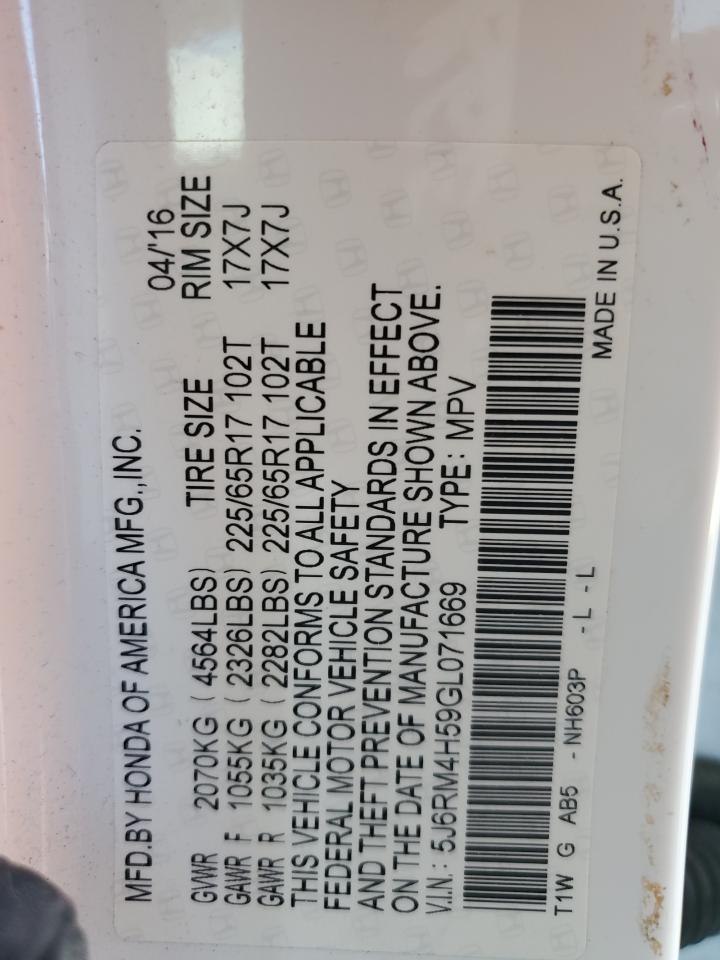 MFD.BY HONDA OF AMERICA MFG.,INC. 04/'16
GVWR 2070KG ( 4564LBS) TIRE SIZE RIM SIZE
GAWR F 1055KG ( 2326LBS) 225/65R17 102T 17X7J
GAWR R 1035KG ( 2282LBS) 225/65R17 102T 17X7J
THIS VEHICLE CONFORMS TO ALL APPLICABLE
FEDERAL MOTOR VEHICLE SAFETY
AND THEFT PREVENTION STANDARDS IN EFFECT
ON THE DATE OF MANUFACTURE SHOWN ABOVE.
V.I.N.: 5J6RM4H59GL071669 TYPE: MPV
T1W G AB5 - NH603P - L - L
MADE IN U.S.A.